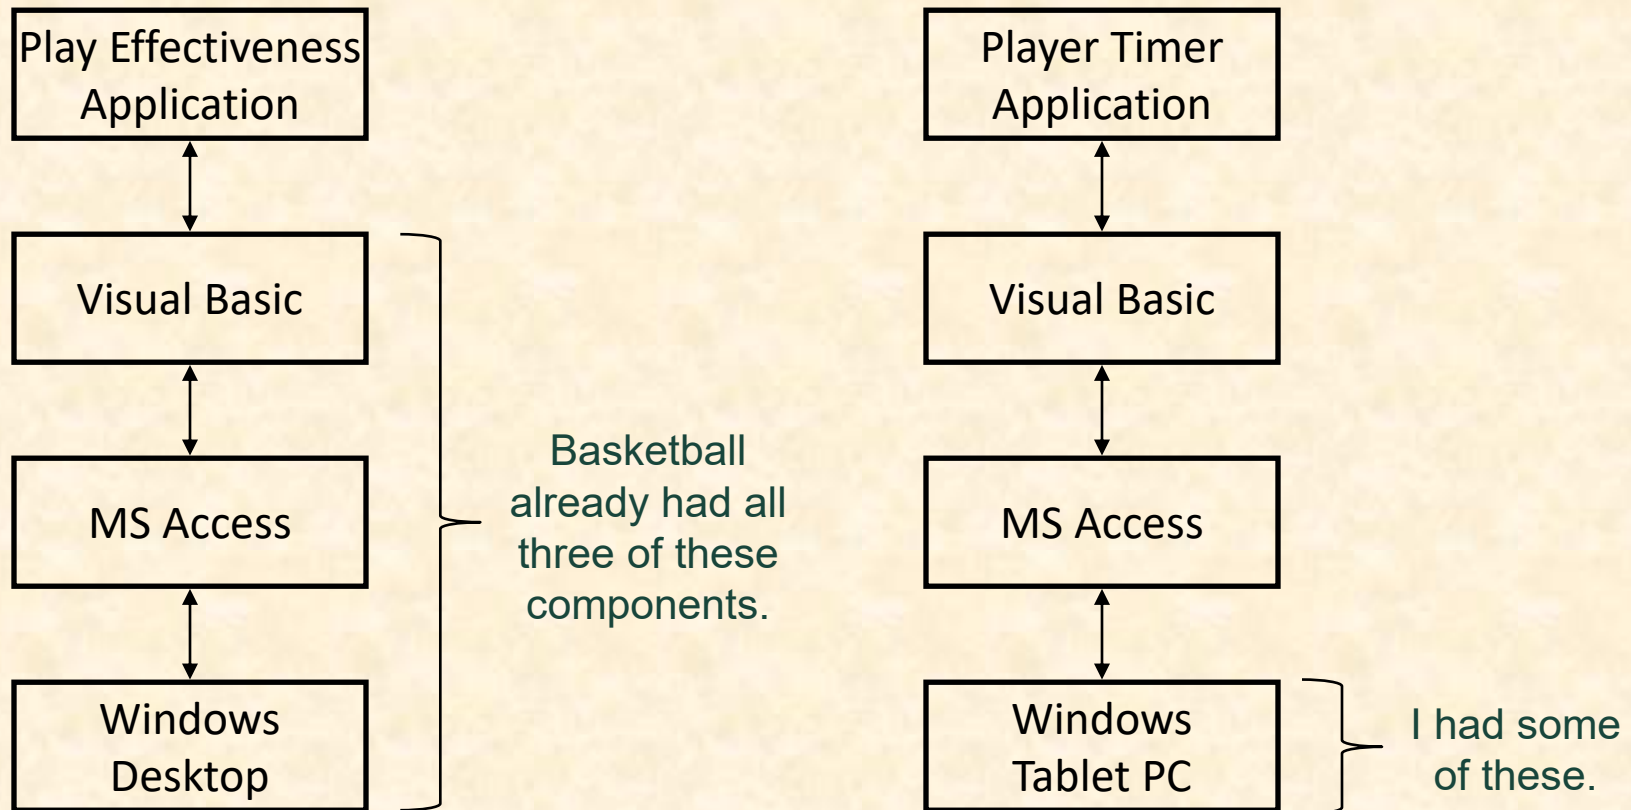 Play Effectiveness
Application
Visual Basic
MS Access
Windows
Desktop
Basketball
already had all
three of these
components.
Player Timer
Application
Visual Basic
MS Access
Windows
Tablet PC
I had some
of these.